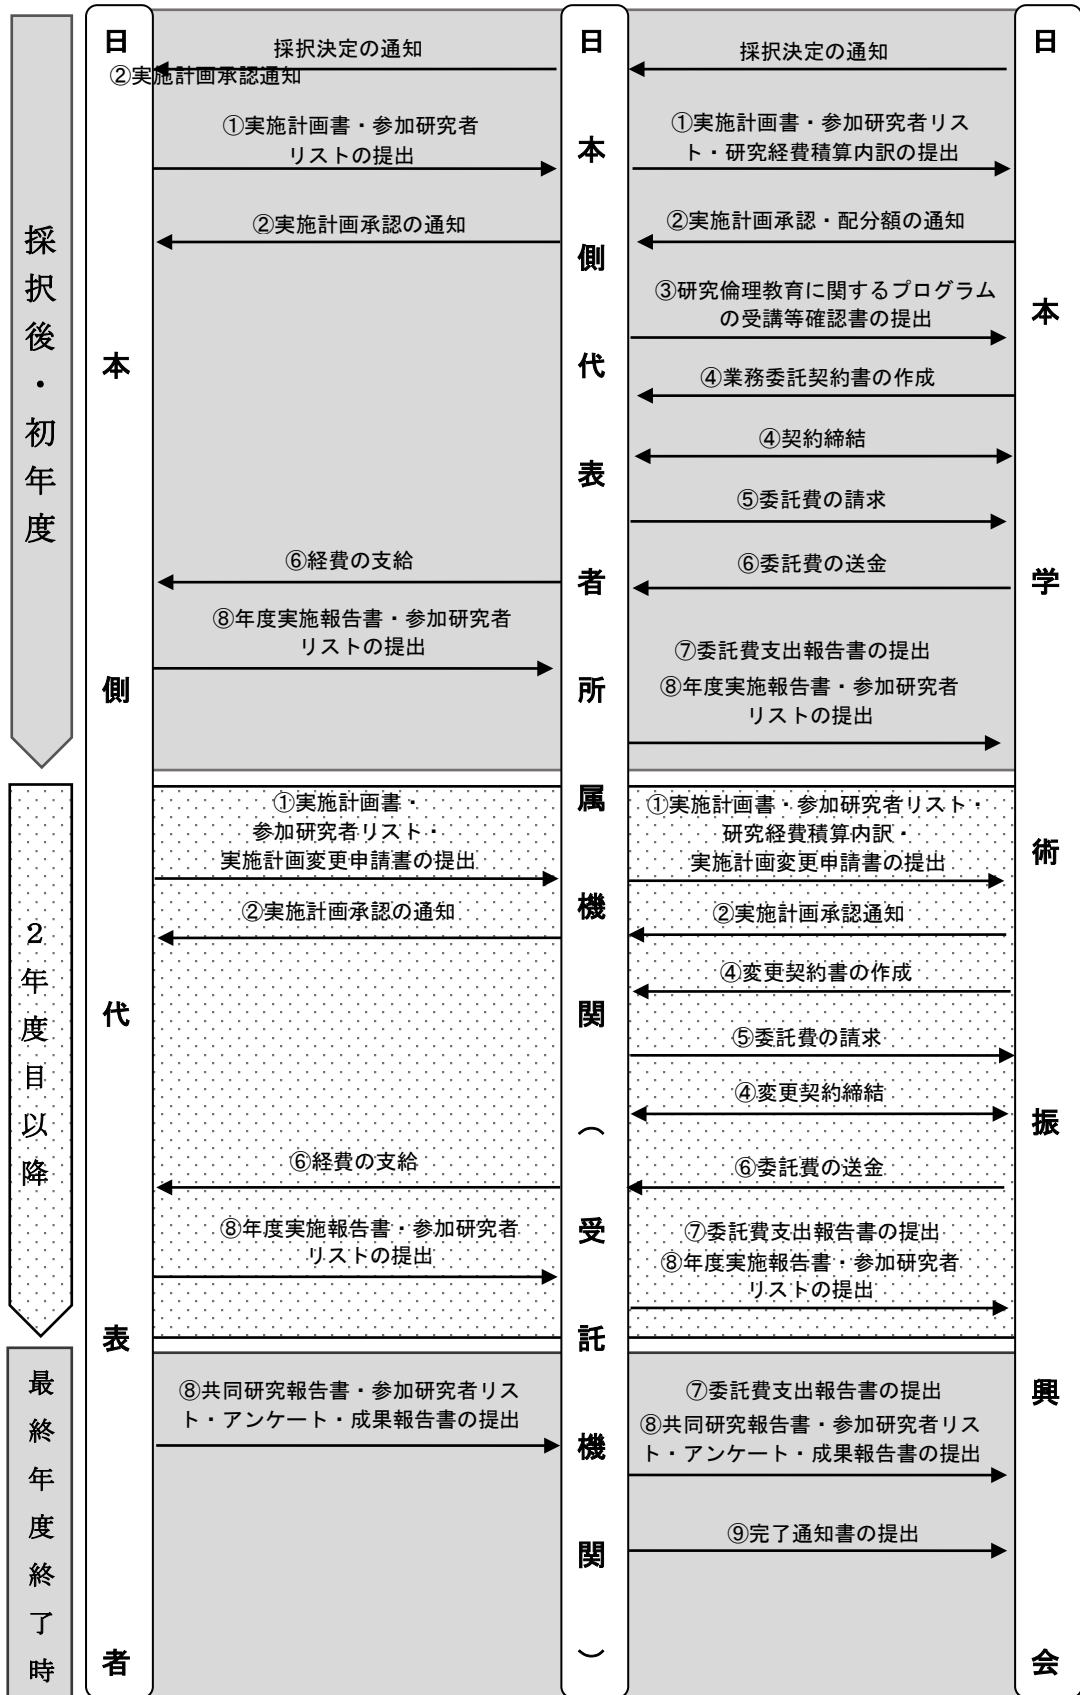 採択後・初年度
2年度目以降
最終年度終了時
日本側代表者
日本側代表者所属機関（受託機関）
日本学術振興会
採択決定の通知
②実施計画承認通知
①実施計画書・参加研究者
リストの提出
②実施計画承認の通知
⑥経費の支給
⑧年度実施報告書・参加研究者
リストの提出
採択決定の通知
①実施計画書・参加研究者リス
ト・研究経費積算内訳の提出
②実施計画承認・配分額の通知
③研究倫理教育に関するプログラム
の受講等確認書の提出
④業務委託契約書の作成
④契約締結
⑤委託費の請求
⑥委託費の送金
⑦委託費支出報告書の提出
⑧年度実施報告書・参加研究者
リストの提出
①実施計画書・
参加研究者リスト・
実施計画変更申請書の提出
②実施計画承認の通知
⑥経費の支給
⑧年度実施報告書・参加研究者
リストの提出
①実施計画書・参加研究者リスト・
研究経費積算内訳・
実施計画変更申請書の提出
②実施計画承認通知
④変更契約書の作成
⑤委託費の請求
④変更契約締結
⑥委託費の送金
⑦委託費支出報告書の提出
⑧年度実施報告書・参加研究者
リストの提出
⑧共同研究報告書・参加研究者リス
ト・アンケート・成果報告書の提出
⑦委託費支出報告書の提出
⑧共同研究報告書・参加研究者リス
ト・アンケート・成果報告書の提出
⑨完了通知書の提出